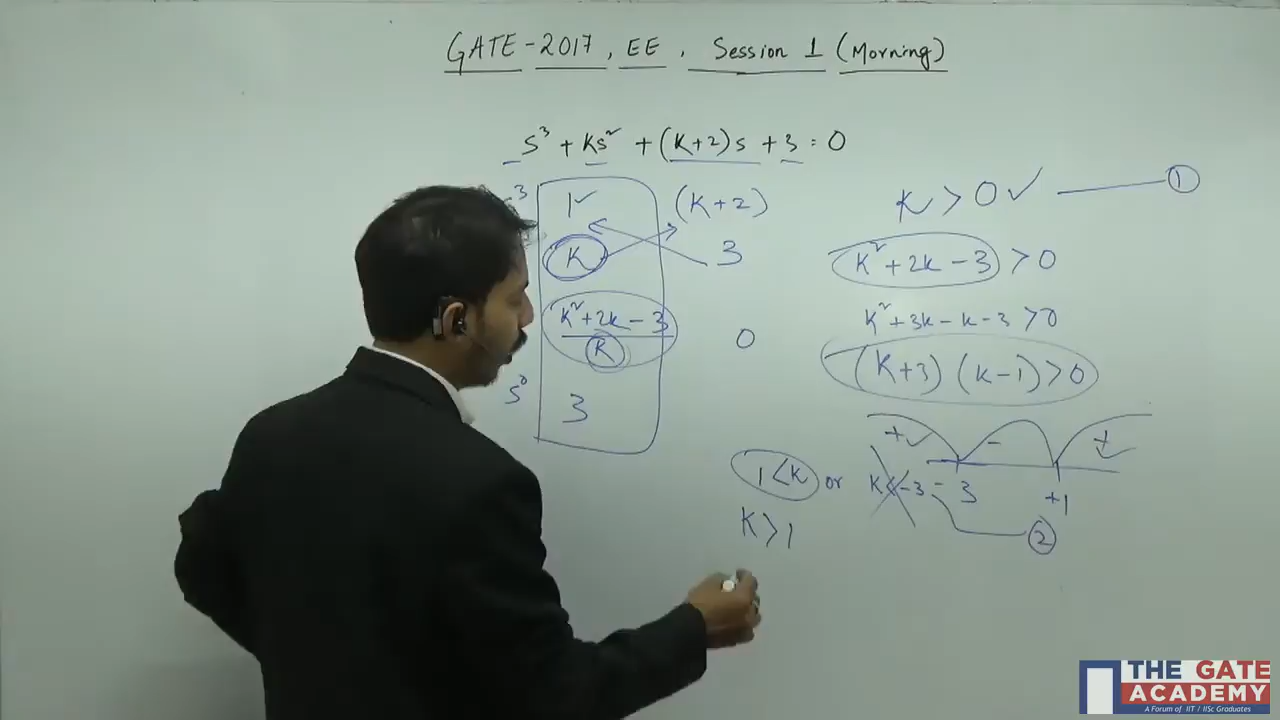 GATE-2017, EE, Session 1 (Morning)
s³ + Ks² + (K+2)s + 3 = 0
s³ 1 ✓ (K+2)
K 3
K²+2K-3
K 0
s⁰ 3
K > 0 ✓ ①
K²+2K-3 > 0
K²+3K-K-3 > 0
(K+3) (K-1) > 0
+ ✓ - + ✓
-3 +1
1 < K or K < -3 ②
K > 1
THE GATE
ACADEMY
A Forum of IIT / IISc Graduates